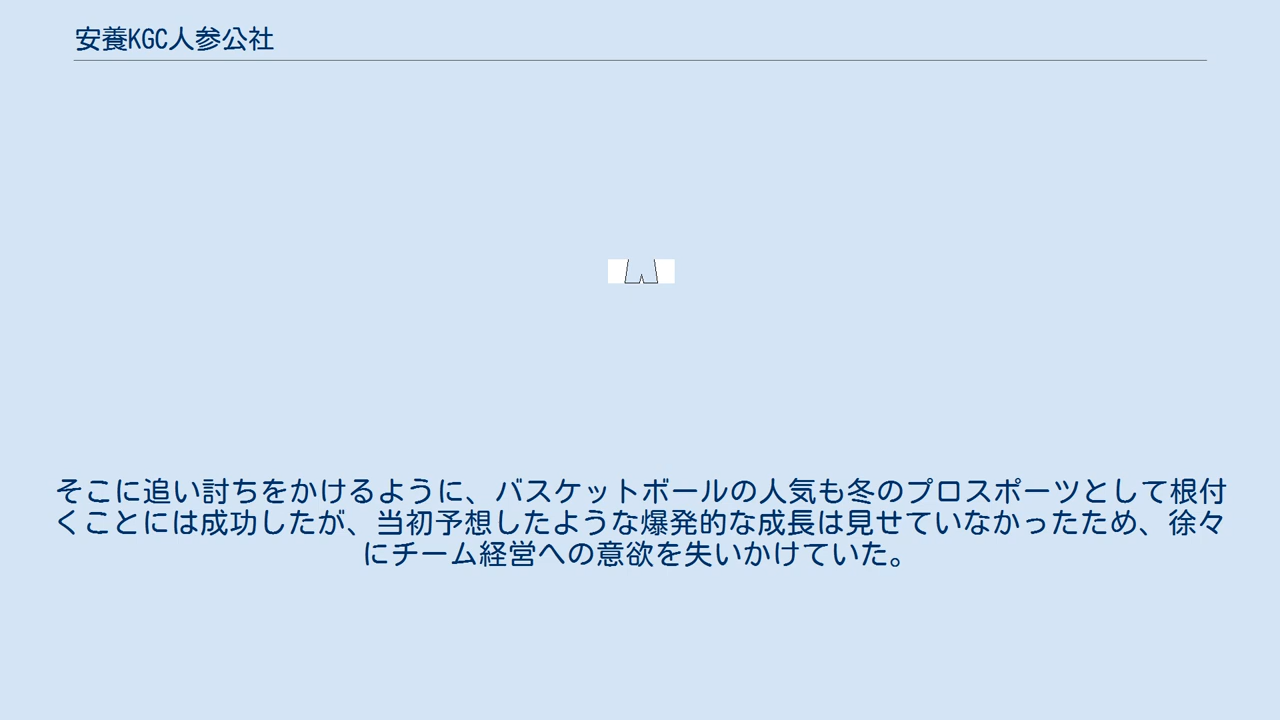 安養KGC人参公社
そこに追い討ちをかけるように、バスケットボールの人気も冬のプロスポーツとして根付
くことには成功したが、当初予想したような爆発的な成長は見せていなかったため、徐々
にチーム経営への意欲を失いかけていた。